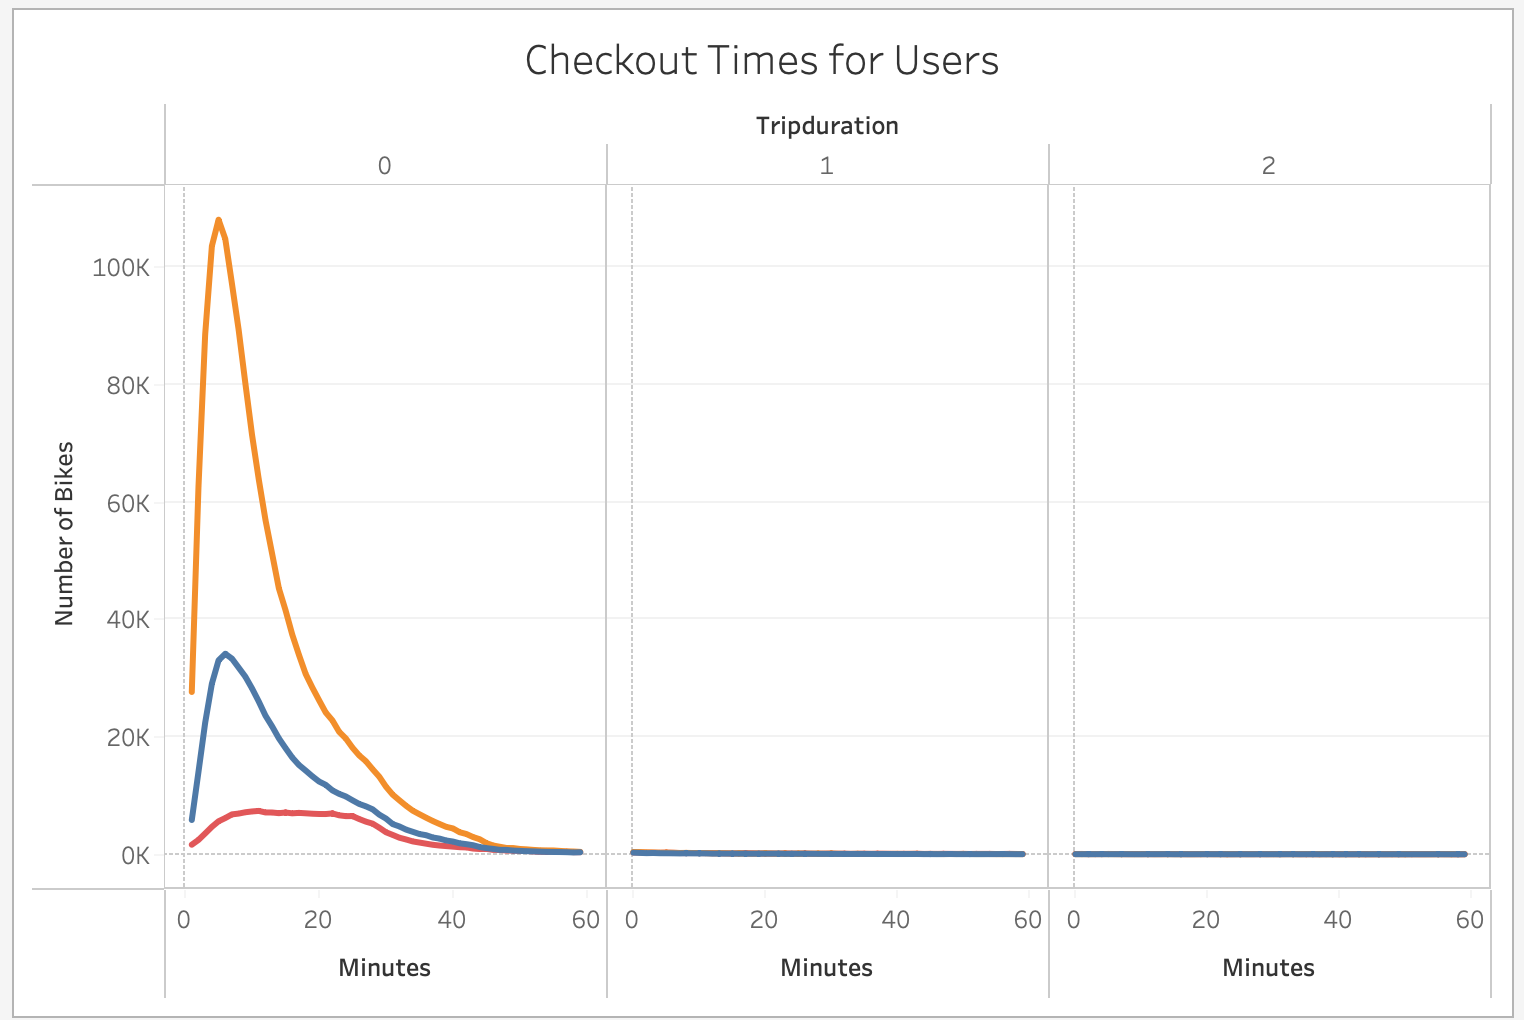 Checkout Times for Users
Tripduration
0 1 2
Number of Bikes
100K
80K
60K
40K
20K
0K
0 20 40 60 0 20 40 60 0 20 40 60
Minutes Minutes Minutes